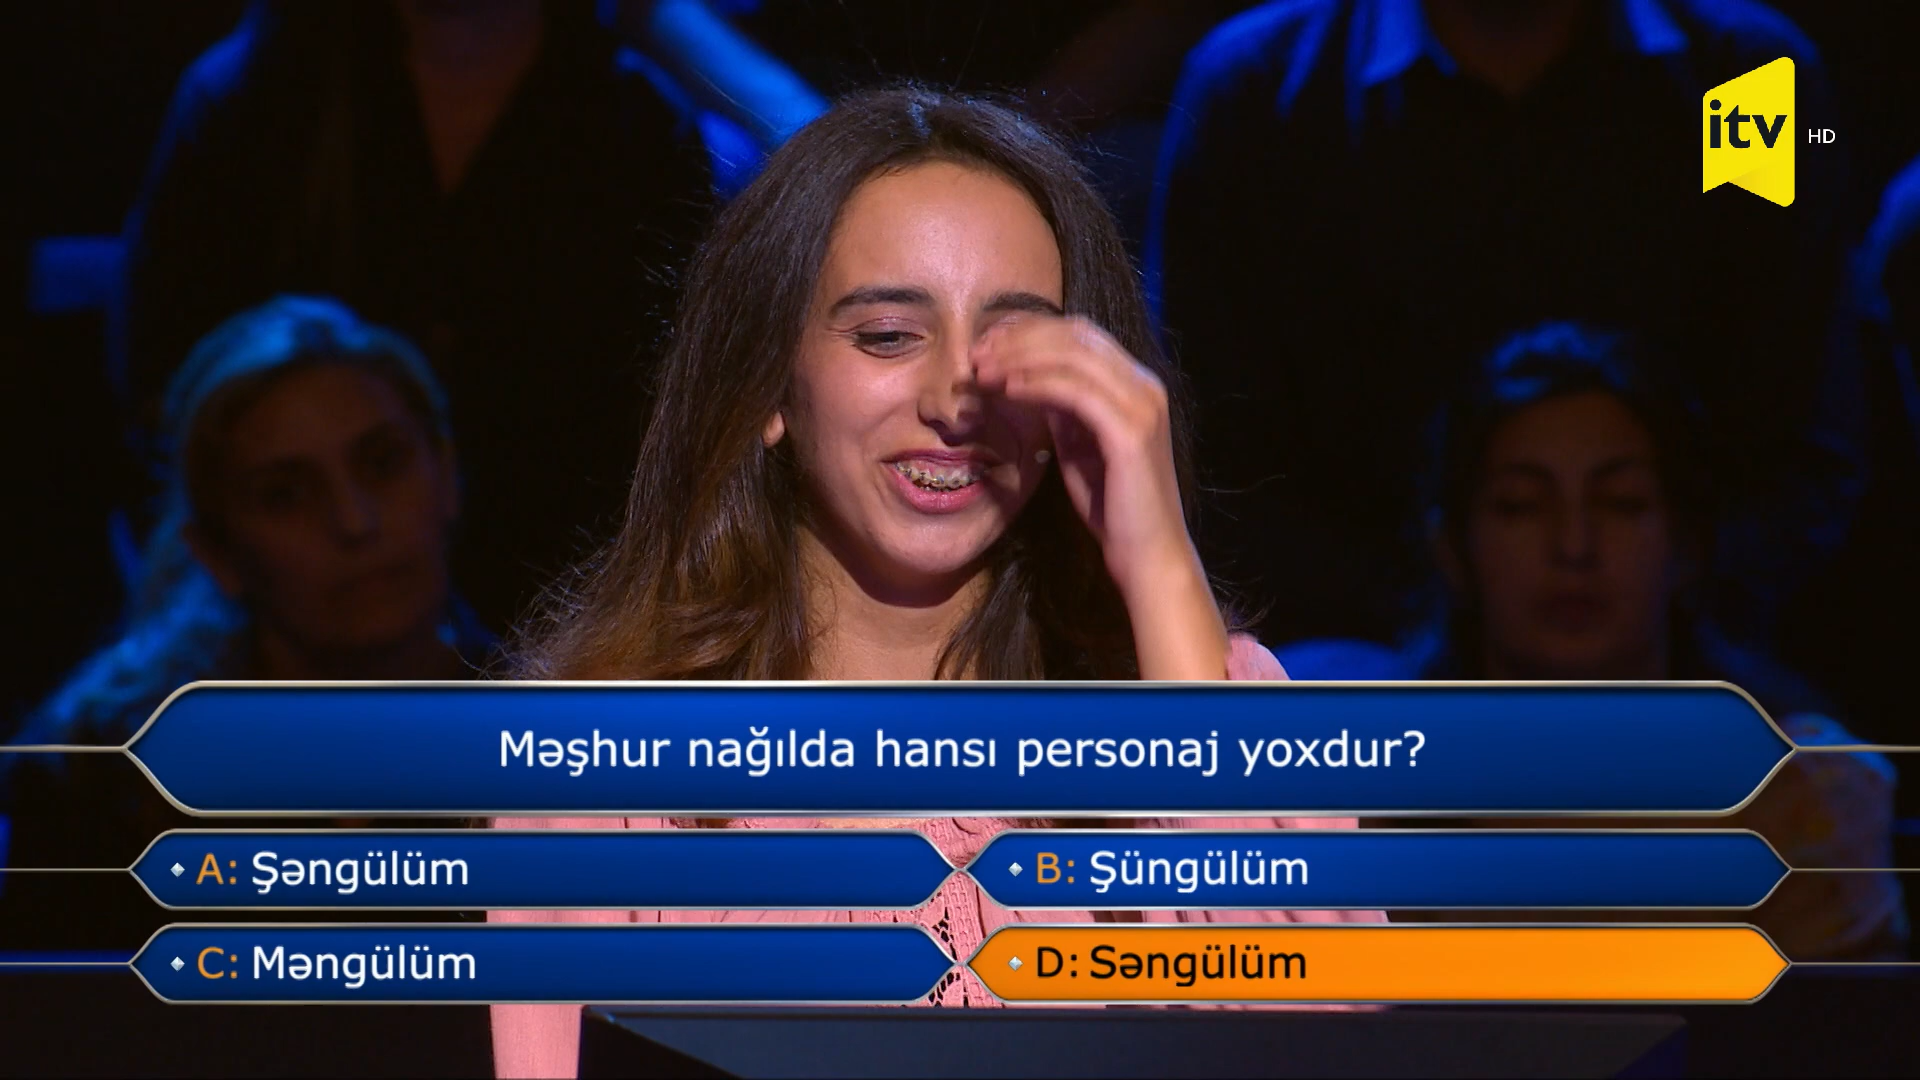 itv HD
Məşhur nağılda hansı personaj yoxdur?
A: Şəngülüm
B: Şüngülüm
C: Məngülüm
D: Səngülüm